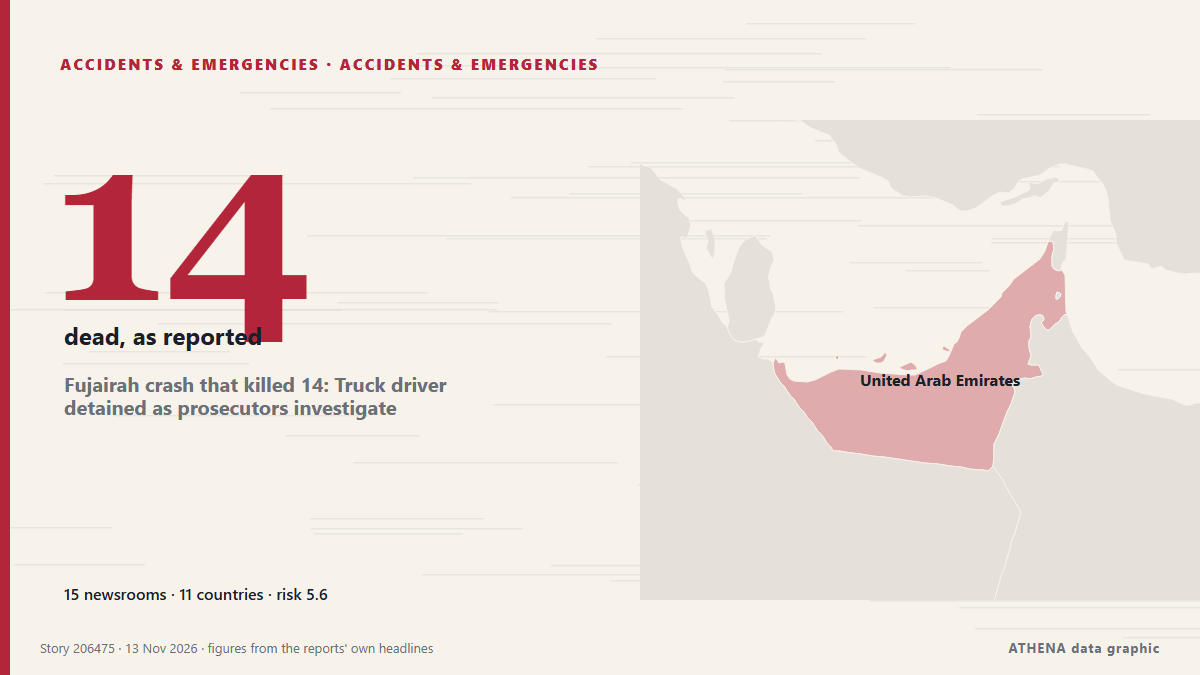 ACCIDENTS & EMERGENCIES · ACCIDENTS & EMERGENCIES
14
dead, as reported
Fujairah crash that killed 14: Truck driver
detained as prosecutors investigate
United Arab Emirates
15 newsrooms · 11 countries · risk 5.6
Story 206475 · 13 Nov 2026 · figures from the reports' own headlines
ATHENA data graphic